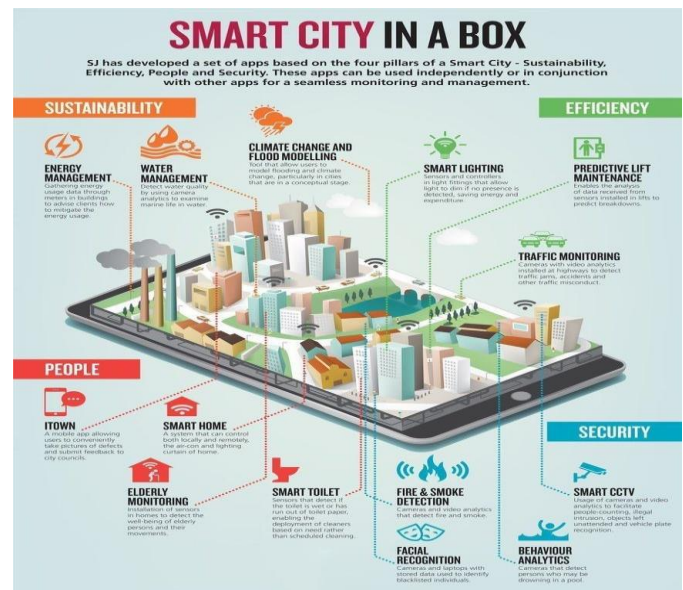 SMART CITY IN A BOX
SJ has developed a set of apps based on the four pillars of a Smart City - Sustainability,
Efficiency, People and Security. These apps can be used independently or in conjunction
with other apps for a seamless monitoring and management.
SUSTAINABILITY
ENERGY
MANAGEMENT
Gathering energy
usage data through
meters in buildings
to advise clients how
to mitigate the
energy usage.
WATER
MANAGEMENT
Detect water quality
by using camera
analytics to examine
marine life in water.
CLIMATE CHANGE AND
FLOOD MODELLING
Tool that allow users to
model flooding and climate
change, particularly in cities
that are in a conceptual stage.
EFFICIENCY
SMART LIGHTING
Sensors and controllers
in light fittings that allow
light to dim if no presence is
detected, saving energy and
expenditure.
PREDICTIVE LIFT
MAINTENANCE
Enables the analysis
of data received from
sensors installed in lifts to
predict breakdowns.
TRAFFIC MONITORING
Cameras with video analytics
installed at highways to detect
traffic jams, accidents and
other traffic misconduct.
PEOPLE
ITOWN
A mobile app allowing
users to conveniently
take pictures of defects
and submit feedback to
city councils.
SMART HOME
A system that can control
both locally and remotely,
the air-con and lighting
curtain of home.
ELDERLY
MONITORING
Installation of sensors
in homes to detect the
well-being of elderly
persons and their
movements.
SMART TOILET
Sensors that detect if
the toilet is wet or has
run out of toilet paper,
enabling the
deployment of cleaners
based on need rather
than scheduled cleaning.
SECURITY
FIRE & SMOKE
DETECTION
Cameras and video analytics
that detect fire and smoke.
FACIAL
RECOGNITION
Cameras and laptops with
stored data used to identify
blacklisted individuals.
SMART CCTV
Usage of cameras and video
analytics to facilitate
people-counting, illegal
intrusion, objects left
unattended and vehicle plate
recognition.
BEHAVIOUR
ANALYTICS
Cameras that detect
persons who may be
drowning in a pool.